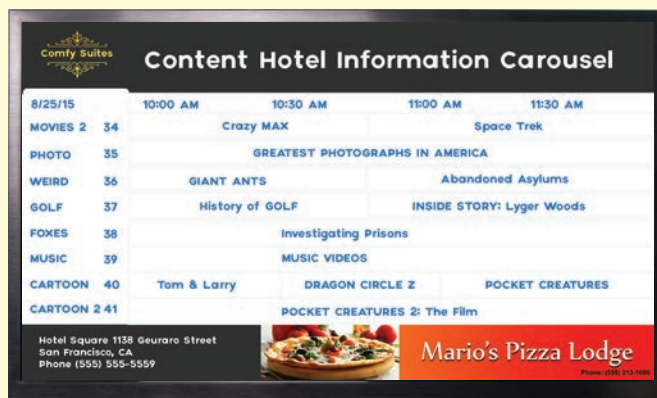 Comfy Suites
Content Hotel Information Carousel
8/25/15 10:00 AM 10:30 AM 11:00 AM 11:30 AM
MOVIES 2 34 Crazy MAX Space Trek
PHOTO 35 GREATEST PHOTOGRAPHS IN AMERICA
WEIRD 36 GIANT ANTS Abandoned Asylums
GOLF 37 History of GOLF INSIDE STORY: Lyger Woods
FOXES 38 Investigating Prisons
MUSIC 39 MUSIC VIDEOS
CARTOON 40 Tom & Larry DRAGON CIRCLE Z POCKET CREATURES
CARTOON 2 41 POCKET CREATURES 2: The Film
Hotel Square 1138 Geuraro Street
San Francisco, CA
Phone (555) 555-5559
Mario's Pizza Lodge
Phone: (555)